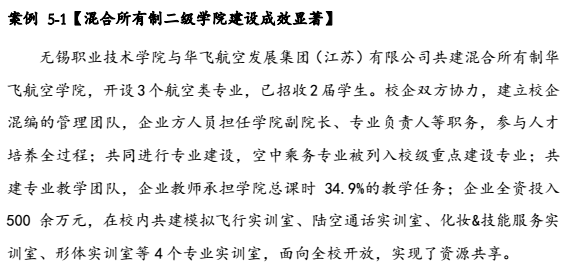 案例 5-1【混合所有制二级学院建设成效显著】
无锡职业技术学院与华飞航空发展集团（江苏）有限公司共建混合所有制华
飞航空学院，开设3个航空类专业，已招收2届学生。校企双方协力，建立校企
混编的管理团队，企业方人员担任学院副院长、专业负责人等职务，参与人才
培养全过程；共同进行专业建设，空中乘务专业被列入校级重点建设专业；共
建专业教学团队，企业教师承担学院总课时 34.9%的教学任务；企业全资投入
500 余万元，在校内共建模拟飞行实训室、陆空通话实训室、化妆&技能服务实
训室、形体实训室等 4 个专业实训室，面向全校开放，实现了资源共享。